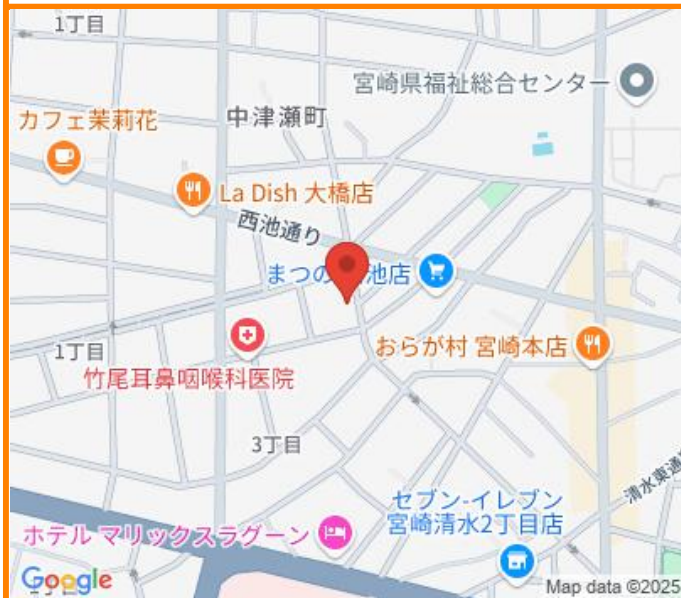 1丁目
宮崎県福祉総合センター
カフェ茉莉花
中津瀬町
La Dish 大橋店
西池通り
まつの
池店
おらが村 宮崎本店
1丁目
竹尾耳鼻咽喉科医院
3丁目
清水東通
セブン-イレブン
宮崎清水2丁目店
ホテル マリックスラグーン
Google
Map data ©2025